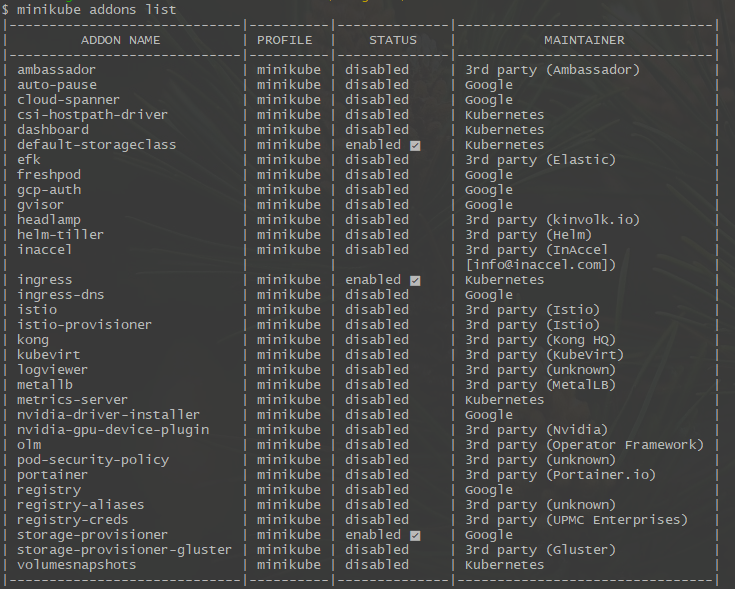 $ minikube addons list
|-----------------------------|----------|--------------|--------------------------------|
|         ADDON NAME          | PROFILE  |    STATUS    |           MAINTAINER           |
|-----------------------------|----------|--------------|--------------------------------|
| ambassador                  | minikube | disabled     | 3rd party (Ambassador)         |
| auto-pause                  | minikube | disabled     | Google                         |
| cloud-spanner               | minikube | disabled     | Google                         |
| csi-hostpath-driver         | minikube | disabled     | Kubernetes                     |
| dashboard                   | minikube | disabled     | Kubernetes                     |
| default-storageclass        | minikube | enabled ✅   | Kubernetes                     |
| efk                         | minikube | disabled     | 3rd party (Elastic)            |
| freshpod                    | minikube | disabled     | Google                         |
| gcp-auth                    | minikube | disabled     | Google                         |
| gvisor                      | minikube | disabled     | Google                         |
| headlamp                    | minikube | disabled     | 3rd party (kinvolk.io)         |
| helm-tiller                 | minikube | disabled     | 3rd party (Helm)               |
| inaccel                     | minikube | disabled     | 3rd party (InAccel             |
|                             |          |              | [info@inaccel.com])            |
| ingress                     | minikube | enabled ✅   | Kubernetes                     |
| ingress-dns                 | minikube | disabled     | Google                         |
| istio                       | minikube | disabled     | 3rd party (Istio)              |
| istio-provisioner           | minikube | disabled     | 3rd party (Istio)              |
| kong                        | minikube | disabled     | 3rd party (Kong HQ)            |
| kubevirt                    | minikube | disabled     | 3rd party (KubeVirt)           |
| logviewer                   | minikube | disabled     | 3rd party (unknown)            |
| metallb                     | minikube | disabled     | 3rd party (MetalLB)            |
| metrics-server              | minikube | disabled     | Kubernetes                     |
| nvidia-driver-installer     | minikube | disabled     | Google                         |
| nvidia-gpu-device-plugin    | minikube | disabled     | 3rd party (Nvidia)             |
| olm                         | minikube | disabled     | 3rd party (Operator Framework) |
| pod-security-policy         | minikube | disabled     | 3rd party (unknown)            |
| portainer                   | minikube | disabled     | 3rd party (Portainer.io)       |
| registry                    | minikube | disabled     | Google                         |
| registry-aliases            | minikube | disabled     | 3rd party (unknown)            |
| registry-creds              | minikube | disabled     | 3rd party (UPMC Enterprises)   |
| storage-provisioner         | minikube | enabled ✅   | Google                         |
| storage-provisioner-gluster | minikube | disabled     | 3rd party (Gluster)            |
| volumesnapshots             | minikube | disabled     | Kubernetes                     |
|-----------------------------|----------|--------------|--------------------------------|